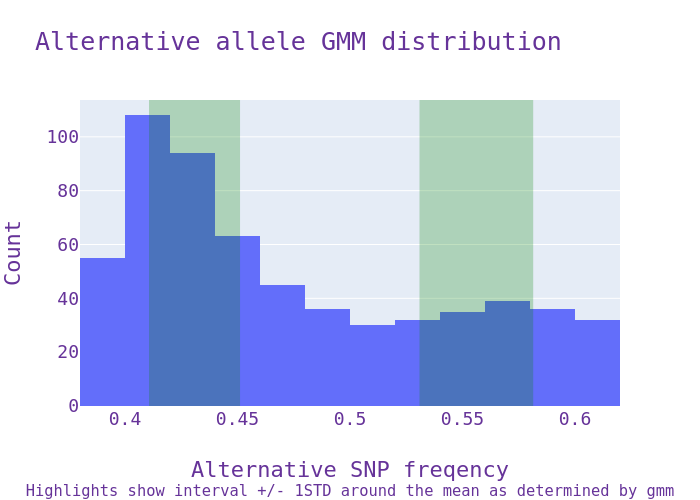 Alternative allele GMM distribution
100
80
60
40
20
0
Count
0.4 0.45 0.5 0.55 0.6
Alternative SNP freqency
Highlights show interval +/- 1STD around the mean as determined by gmm